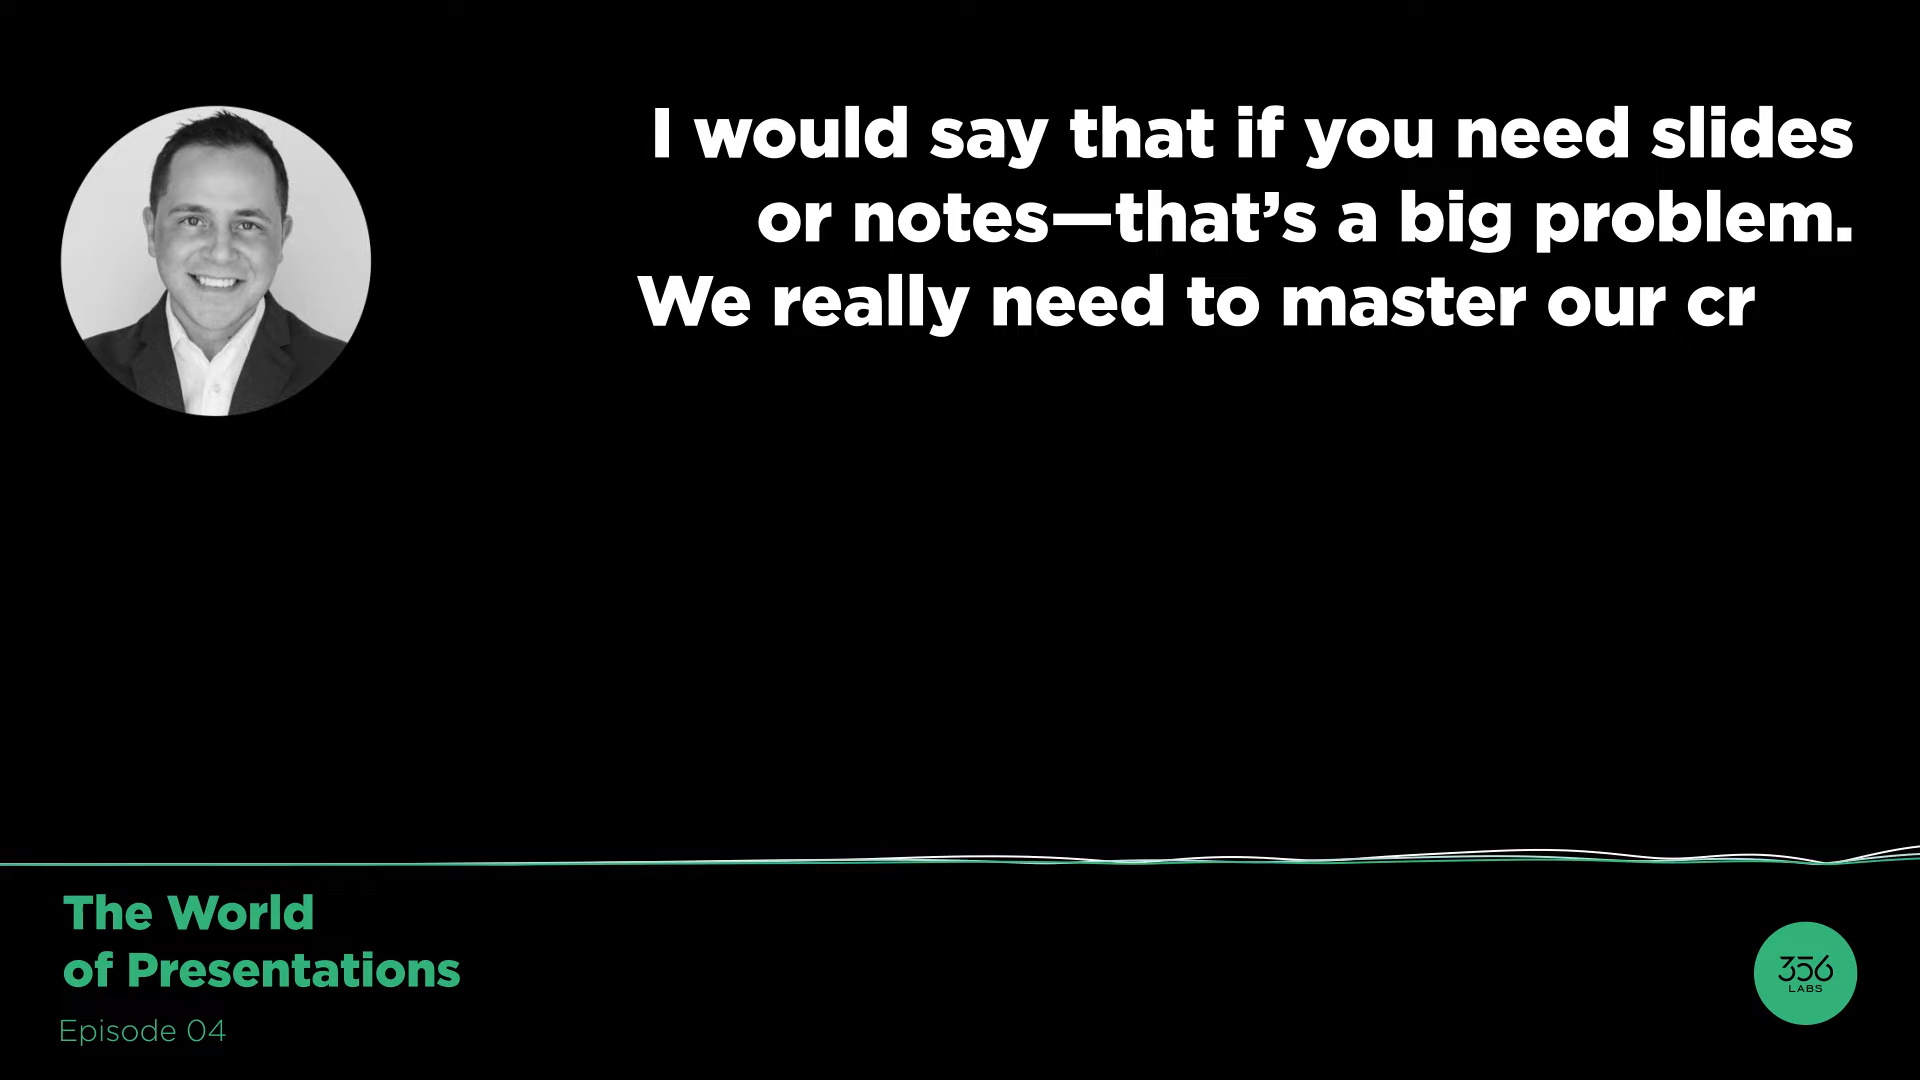 I would say that if you need slides
or notes—that’s a big problem.
We really need to master our cr
The World
of Presentations
Episode 04
356
LABS